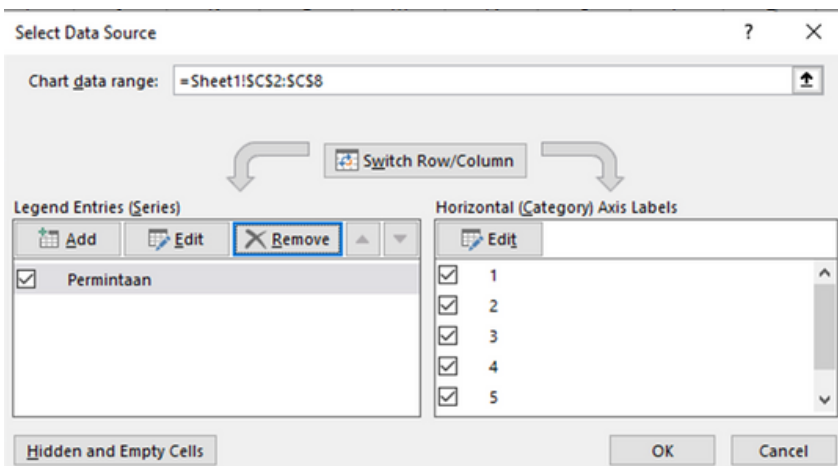 Select Data Source ? ×
Chart data range: =Sheet1!$C$2:$C$8
Switch Row/Column
Legend Entries (Series)
Add Edit Remove
Permintaan
Horizontal (Category) Axis Labels
Edit
1
2
3
4
5
Hidden and Empty Cells OK Cancel